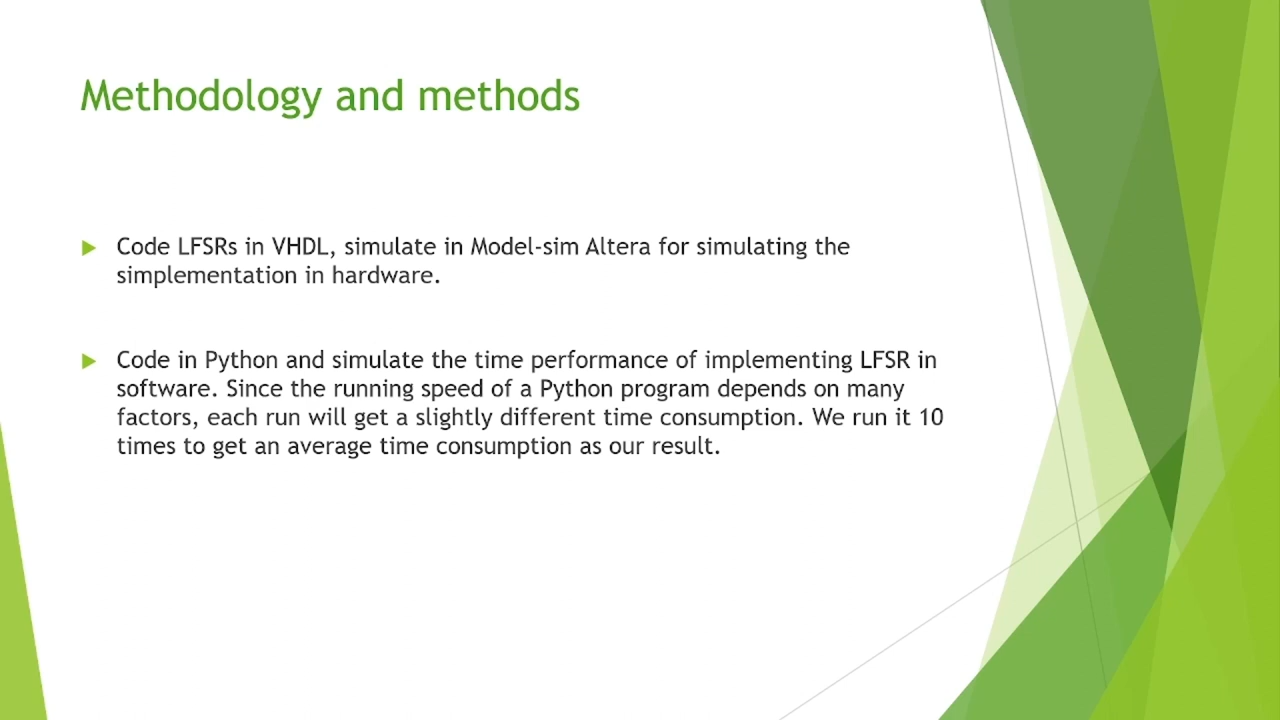 Methodology and methods
Code LFSRs in VHDL, simulate in Model-sim Altera for simulating the
simplementation in hardware.
Code in Python and simulate the time performance of implementing LFSR in
software. Since the running speed of a Python program depends on many
factors, each run will get a slightly different time consumption. We run it 10
times to get an average time consumption as our result.